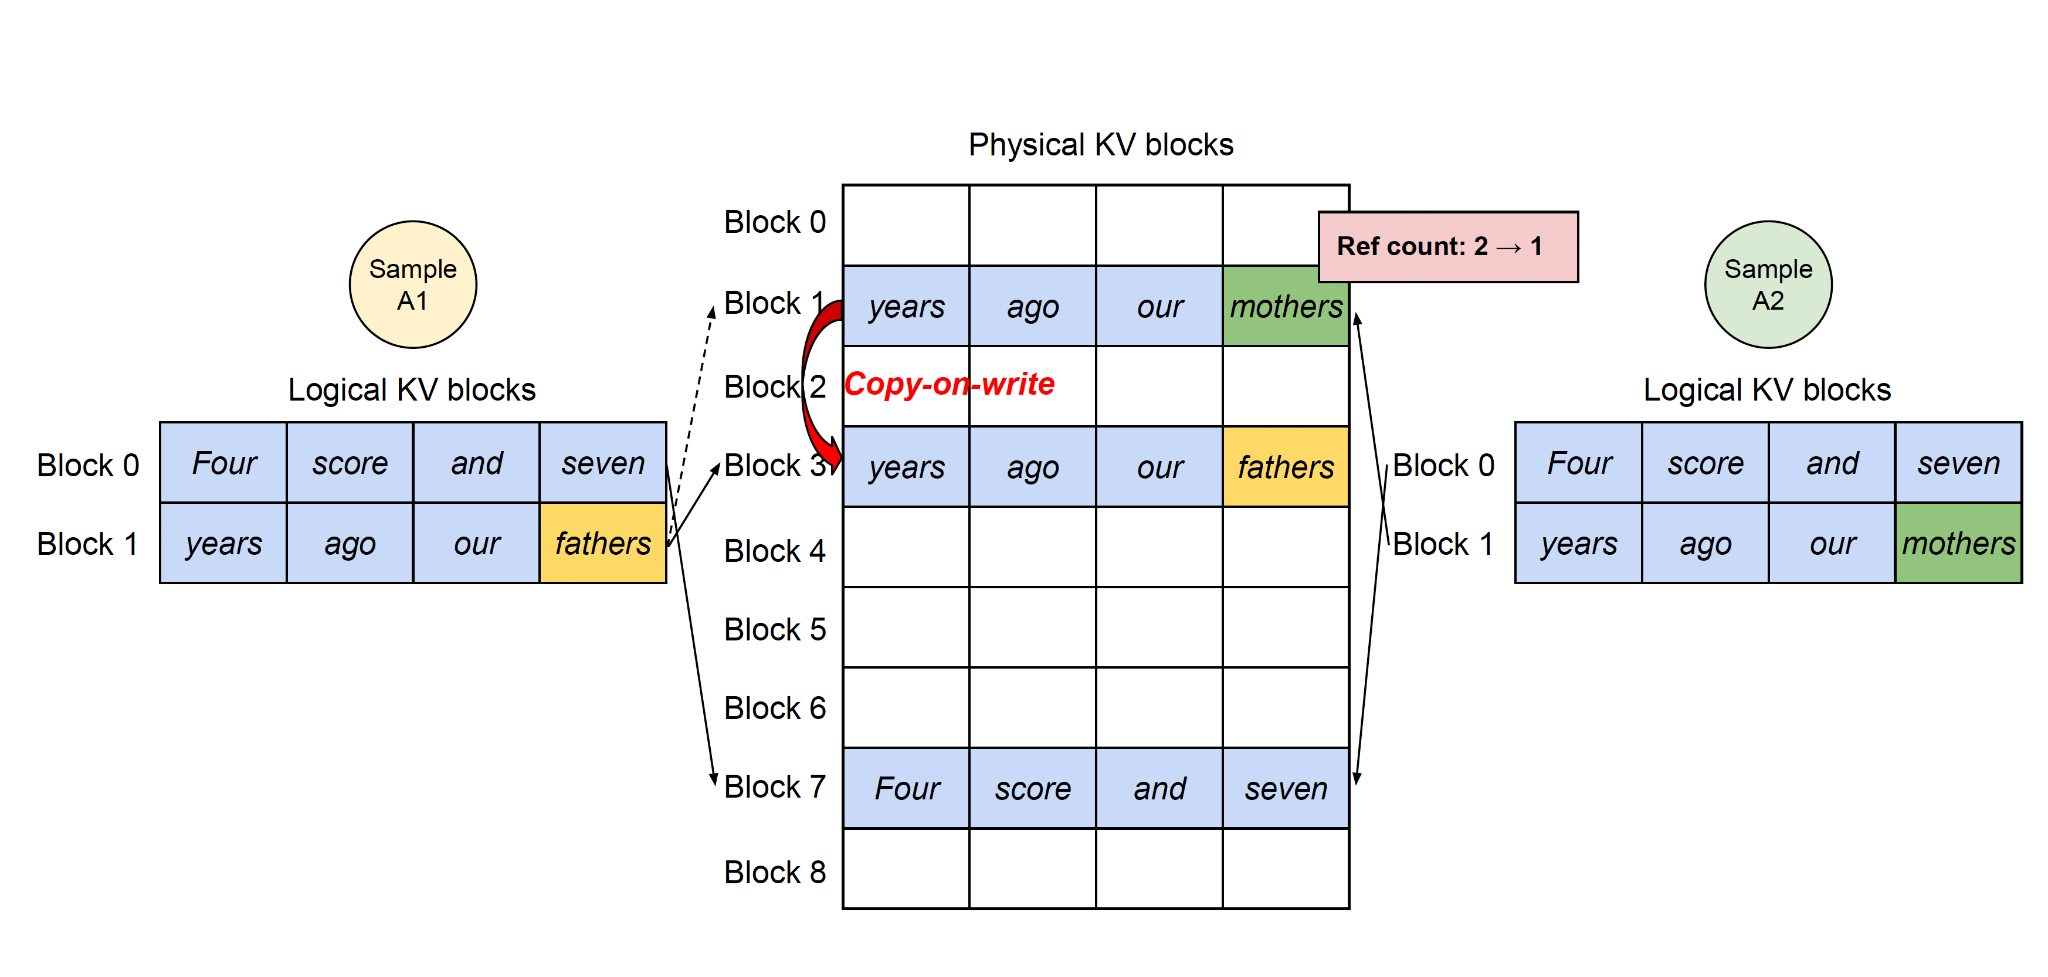 Physical KV blocks
Sample
A1
Logical KV blocks
Block 0 Four score and seven
Block 1 years ago our fathers
Block 0
Block 1 years ago our mothers
Ref count: 2 → 1
Block 2 Copy-on-write
Block 3 years ago our fathers
Block 4
Block 5
Block 6
Block 7 Four score and seven
Block 8
Sample
A2
Logical KV blocks
Block 0 Four score and seven
Block 1 years ago our mothers